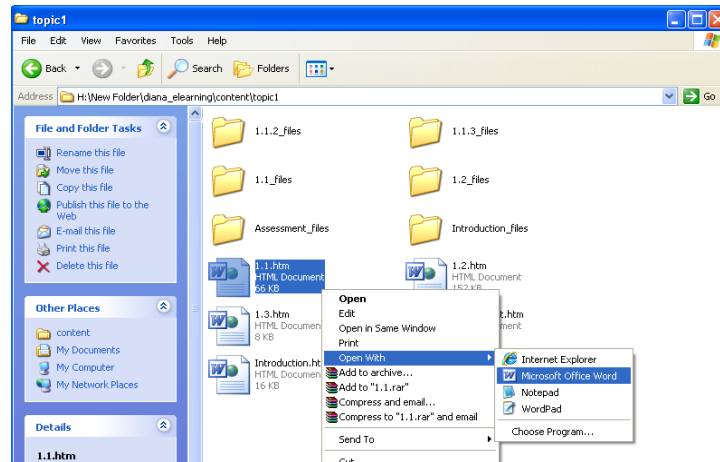 topic1
File Edit View Favorites Tools Help
Back Search Folders
Address H:\New Folder\diana_elearning\content\topic1 Go
File and Folder Tasks
Rename this file
Move this file
Copy this file
Publish this file to the
Web
E-mail this file
Print this file
Delete this file
Other Places
content
My Documents
My Computer
My Network Places
Details
1.1.htm
1.1.2_files
1.1.3_files
1.1_files
1.2_files
Assessment_files
Introduction_files
1.1.htm
HTML Document
66 KB
1.2.htm
HTML Document
152 KB
1.3.htm
HTML Documen
8 KB
t.htm
ment
Introduction.ht
HTML Documen
16 KB
Open
Edit
Open in Same Window
Print
Open With
Add to archive...
Add to "1.1.rar"
Compress and email...
Compress to "1.1.rar" and email
Send To
Cut
Internet Explorer
Microsoft Office Word
Notepad
WordPad
Choose Program...